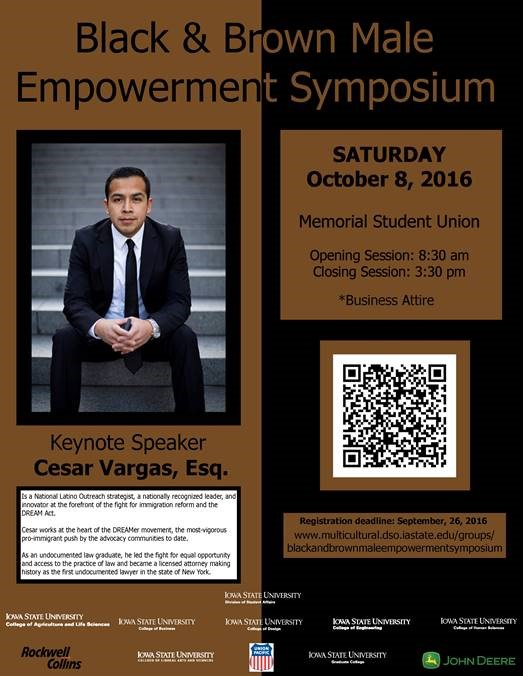 Black & Brown Male
Empowerment Symposium
SATURDAY
October 8, 2016
Memorial Student Union
Opening Session: 8:30 am
Closing Session: 3:30 pm
*Business Attire
Keynote Speaker
Cesar Vargas, Esq.
Is a National Latino Outreach strategist, a nationally recognized leader, and
innovator at the forefront of the fight for immigration reform and the
DREAM Act.
Cesar works at the heart of the DREAMer movement, the most-vigorous
pro-immigrant push by the advocacy communities to date.
As an undocumented law graduate, he led the fight for equal opportunity
and access to the practice of law and became a licensed attorney making
history as the first undocumented lawyer in the state of New York.
Registration deadline: September, 26, 2016
www.multicultural.dso.iastate.edu/groups/
blackandbrownmaleempowermentsymposium
IOWA STATE UNIVERSITY
Division of Student Affairs
IOWA STATE UNIVERSITY
College of Agriculture and Life Sciences
IOWA STATE UNIVERSITY
College of Business
IOWA STATE UNIVERSITY
College of Design
IOWA STATE UNIVERSITY
College of Engineering
IOWA STATE UNIVERSITY
College of Human Sciences
Rockwell
Collins
IOWA STATE UNIVERSITY
COLLEGE OF LIBERAL ARTS AND SCIENCES
UNION
PACIFIC
IOWA STATE UNIVERSITY
Graduate College
JOHN DEERE